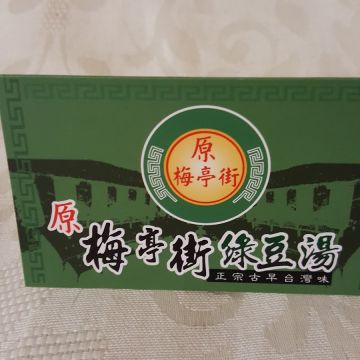 原
梅亭街
原梅亭街綠豆湯
正宗古早台灣味